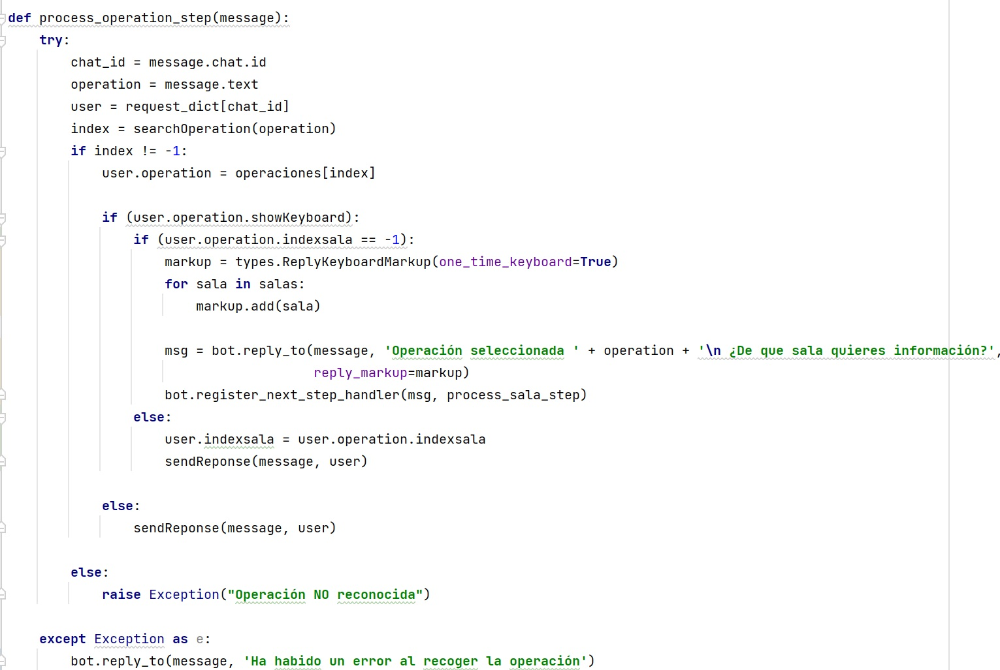 def process_operation_step(message):
    try:
        chat_id = message.chat.id
        operation = message.text
        user = request_dict[chat_id]
        index = searchOperation(operation)
        if index != -1:
            user.operation = operaciones[index]

            if (user.operation.showKeyboard):
                if (user.operation.indexsala == -1):
                    markup = types.ReplyKeyboardMarkup(one_time_keyboard=True)
                    for sala in salas:
                        markup.add(sala)

                    msg = bot.reply_to(message, 'Operación seleccionada ' + operation + '\n ¿De que sala quieres información?',
                                       reply_markup=markup)
                    bot.register_next_step_handler(msg, process_sala_step)
                else:
                    user.indexsala = user.operation.indexsala
                    sendReponse(message, user)

            else:
                sendReponse(message, user)

        else:
            raise Exception("Operación NO reconocida")

    except Exception as e:
        bot.reply_to(message, 'Ha habido un error al recoger la operación')